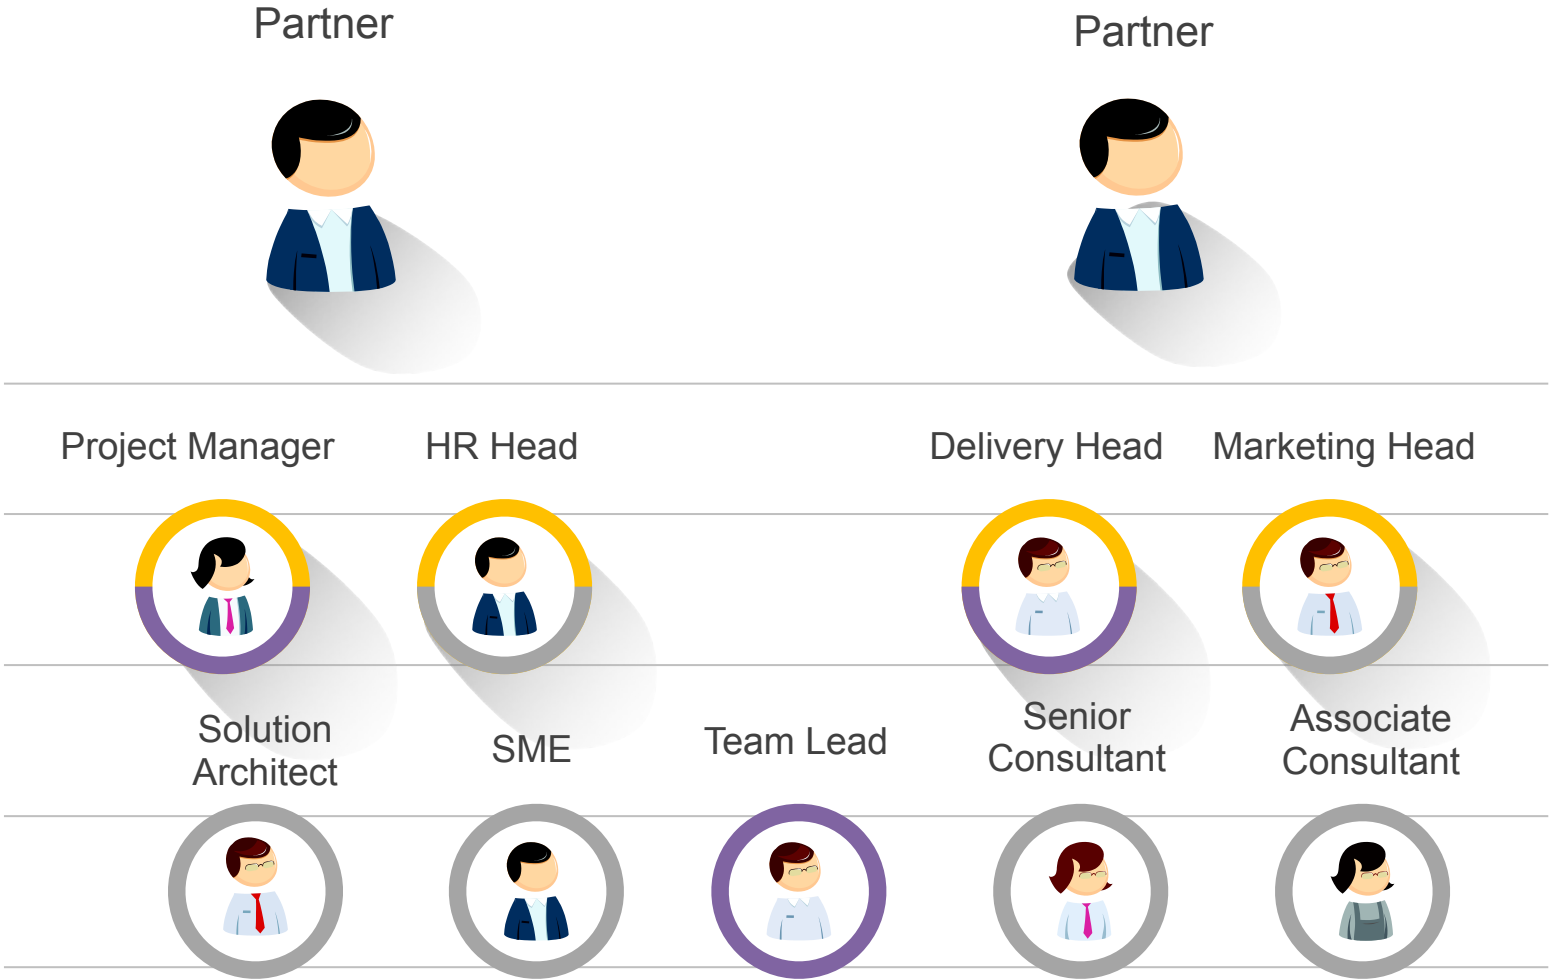 Partner
Partner
Project Manager
HR Head
Delivery Head
Marketing Head
Solution
Architect
SME
Team Lead
Senior
Consultant
Associate
Consultant